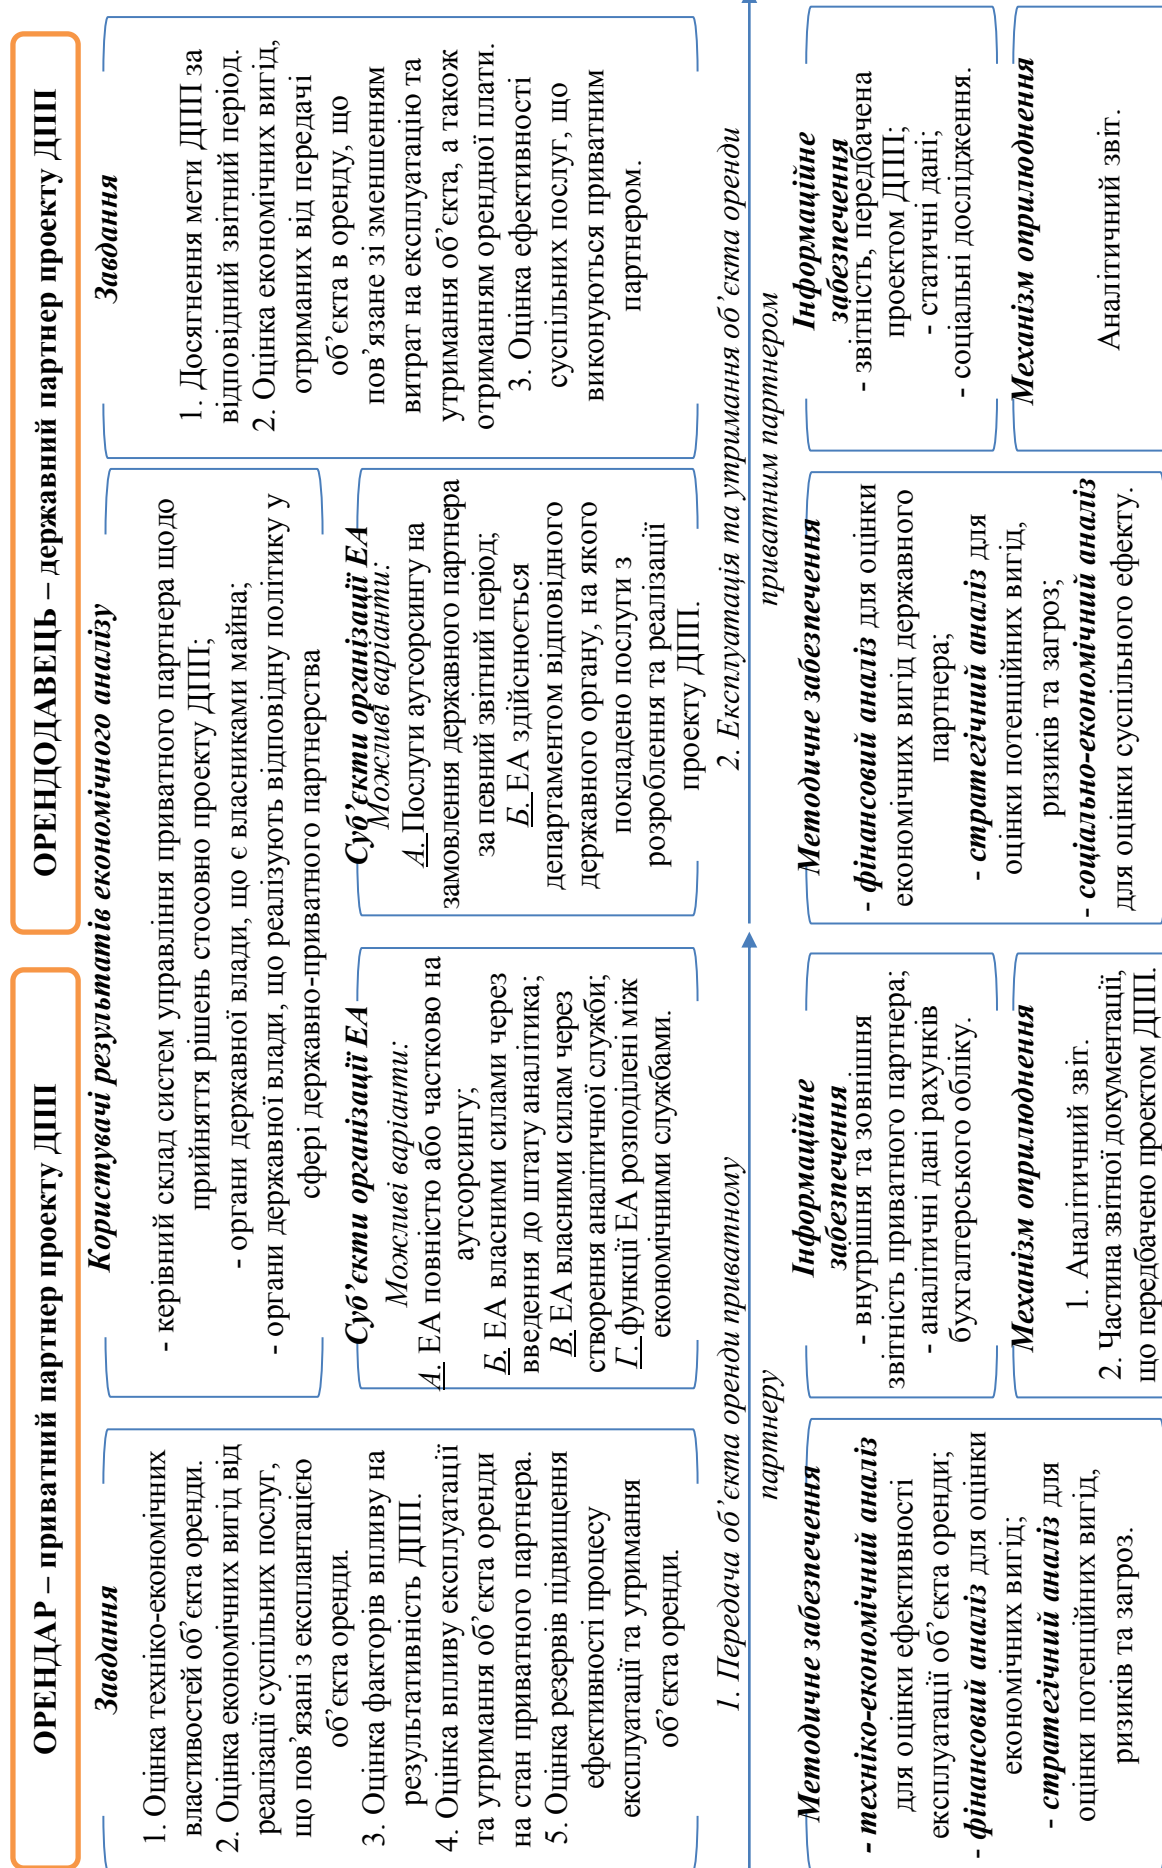 ОРЕНДАР – приватний партнер проекту ДПП
ОРЕНДОДАВЕЦЬ – державний партнер проекту ДПП
Завдання
1. Оцінка техніко-економічних
властивостей об’єкта оренди.
2. Оцінка економічних вигід від
реалізації суспільних послуг,
що пов’язані з експлантацією
об’єкта оренди.
3. Оцінка факторів впливу на
результативність ДПП.
4. Оцінка впливу експлуатації
та утримання об’єкта оренди
на стан приватного партнера.
5. Оцінка резервів підвищення
ефективності процесу
експлуатації та утримання
об’єкта оренди.
Користувачі результатів економічного аналізу
- керівний склад систем управління приватного партнера щодо
прийняття рішень стосовно проекту ДПП;
- органи державної влади, що є власниками майна;
- органи державної влади, що реалізують відповідну політику у
сфері державно-приватного партнерства
Суб’єкти організації ЕА
Можливі варіанти:
А. ЕА повністю або частково на
аутсорсингу;
Б. ЕА власними силами через
введення до штату аналітика;
В. ЕА власними силам через
створення аналітичної служби;
Г. функції ЕА розподілені між
економічними службами.
Суб’єкти організації ЕА
Можливі варіанти:
А. Послуги аутсорсингу на
замовлення державного партнера
за певний звітний період;
Б. ЕА здійснюється
департаментом відповідного
державного органу, на якого
покладено послуги з
розроблення та реалізації
проекту ДПП.
Завдання
1. Досягнення мети ДПП за
відповідний звітний період.
2. Оцінка економічних вигід,
отриманих від передачі
об’єкта в оренду, що
пов’язане зі зменшенням
витрат на експлуатацію та
утримання об’єкта, а також
отриманням орендної плати.
3. Оцінка ефективності
суспільних послуг, що
виконуються приватним
партнером.
1. Передача об’єкта оренди приватному
партнеру
2. Експлуатація та утримання об’єкта оренди
приватним партнером
Методичне забезпечення
- техніко-економічний аналіз
для оцінки ефективності
експлуатації об’єкта оренди;
- фінансовий аналіз для оцінки
економічних вигід;
- стратегічний аналіз для
оцінки потенційних вигід,
ризиків та загроз.
Інформаційне
забезпечення
- внутрішня та зовнішня
звітність приватного партнера;
- аналітичні дані рахунків
бухгалтерського обліку.
Механізм оприлюднення
1. Аналітичний звіт.
2. Частина звітної документації,
що передбачено проектом ДПП.
Методичне забезпечення
- фінансовий аналіз для оцінки
економічних вигід державного
партнера;
- стратегічний аналіз для
оцінки потенційних вигід,
ризиків та загроз;
- соціально-економічний аналіз
для оцінки суспільного ефекту.
Інформаційне
забезпечення
- звітність, передбачена
проектом ДПП;
- статичні дані;
- соціальні дослідження.
Механізм оприлюднення
Аналітичний звіт.